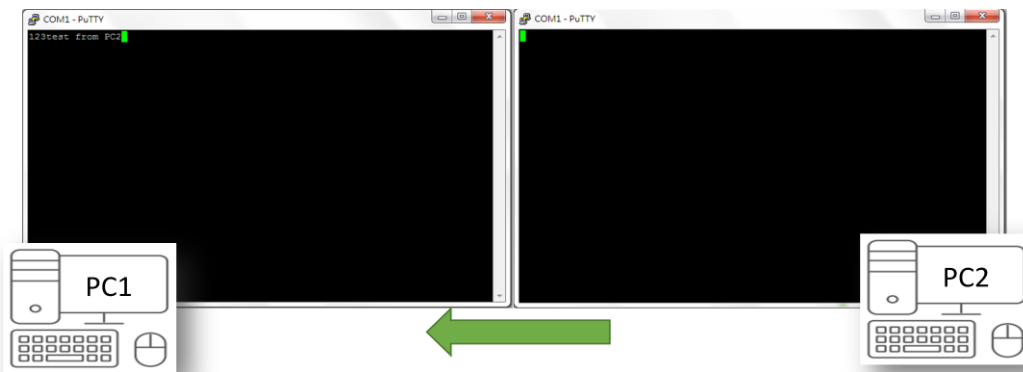 COM1 - PuTTY
123test from PC2
COM1 - PuTTY
PC1
PC2